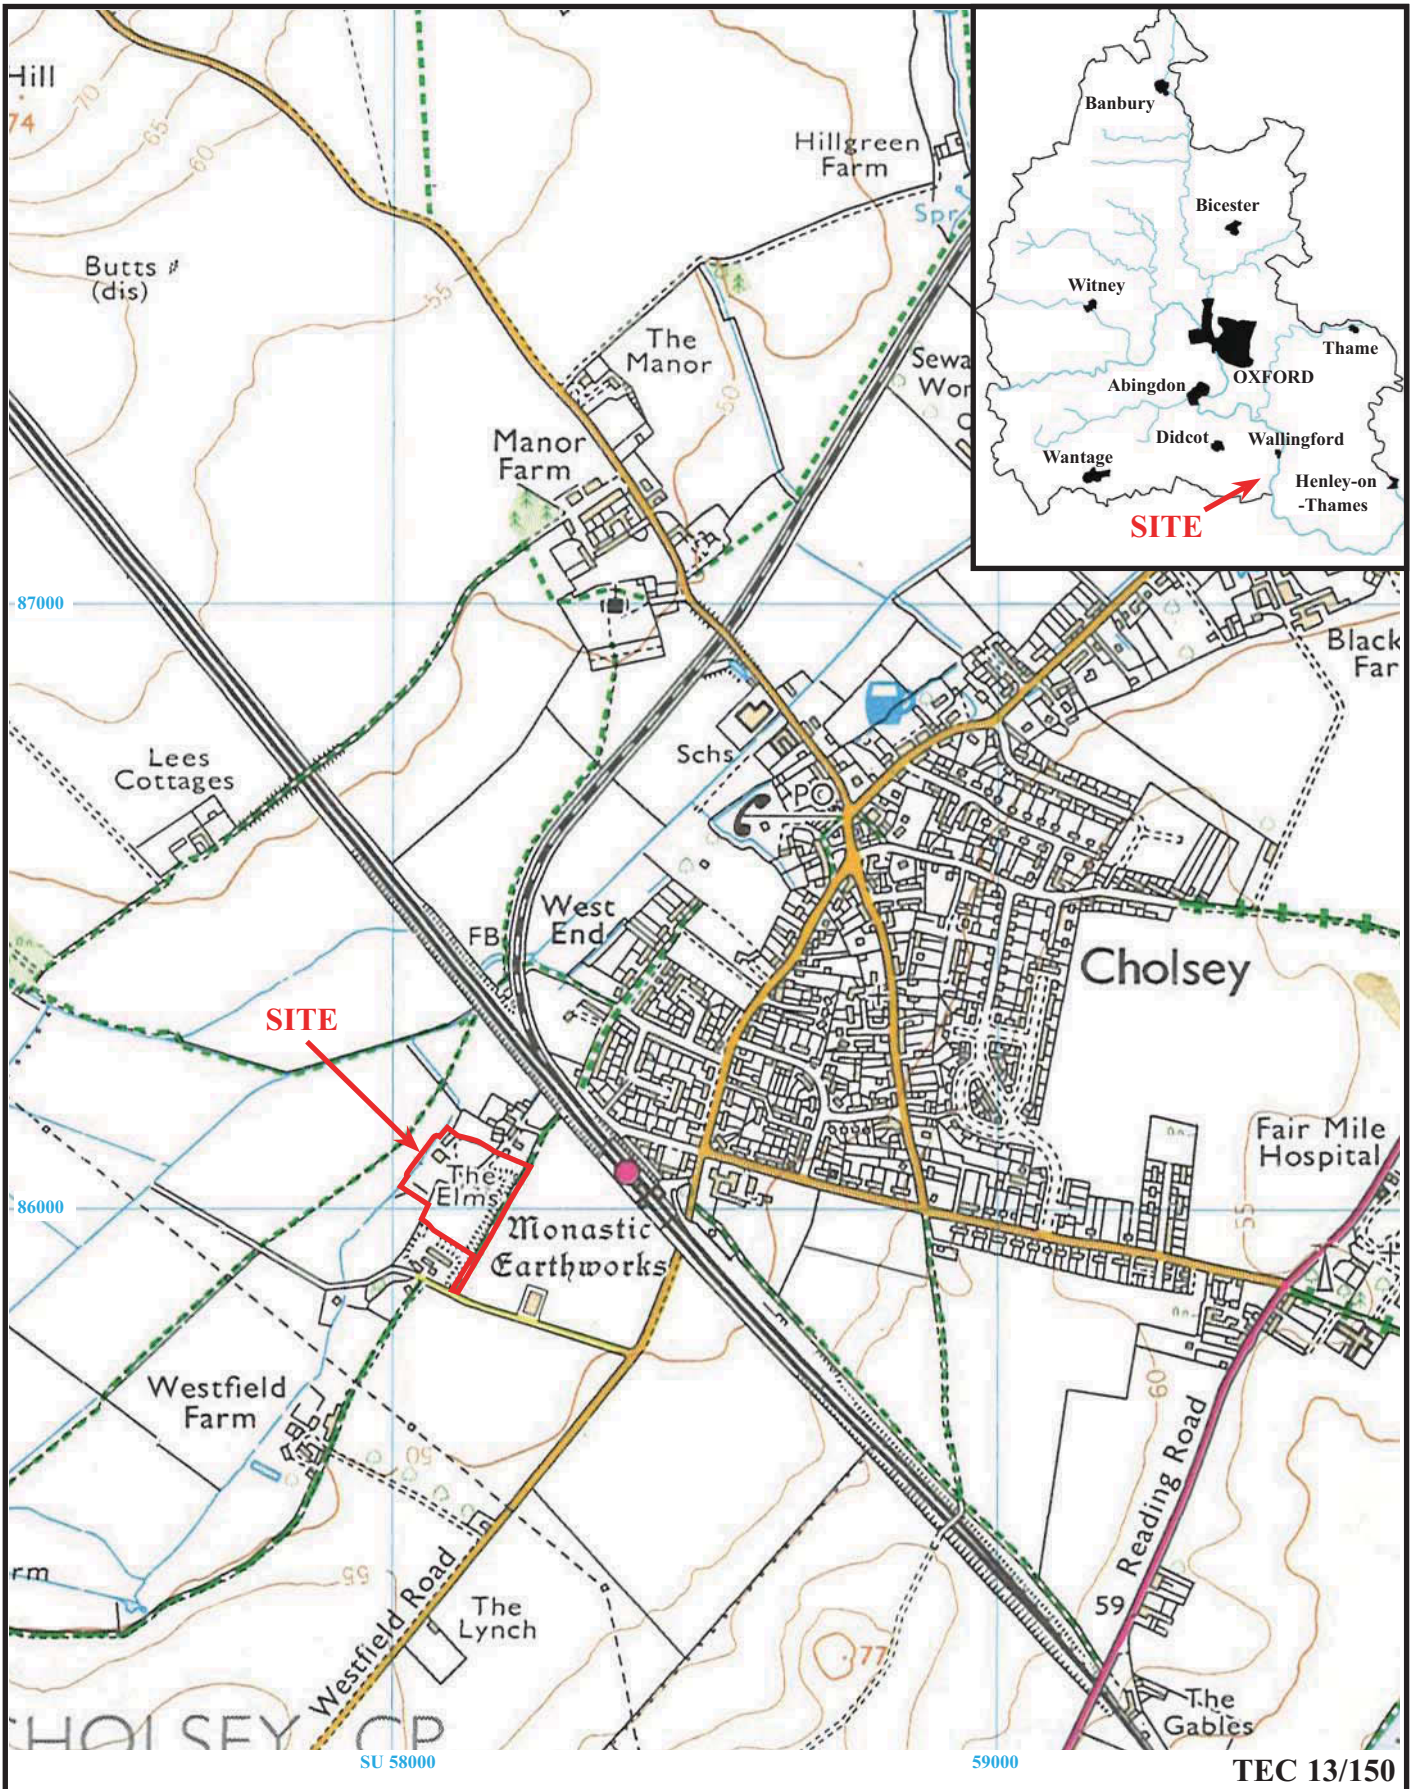 Hill
74
70
65
60
Butts
(dis)
55
Hillgreen
Farm
Spr
The
Manor
50
Sewa
Wor
Manor
Farm
Banbury
Bicester
Witney
Thame
OXFORD
Abingdon
Didcot
Wallingford
Wantage
Henley-on
-Thames
SITE
87000
Black
Far
Lees
Cottages
Schs
PO
West
End
FB
Cholsey
SITE
The
Elms
86000
Monastic
Earthworks
Fair Mile
Hospital
55
60
Westfield
Farm
50
Reading Road
rm
55
Westfield Road
The
Lynch
59
77
The
Gables
CHOLSEY CP
SU 58000
59000
TEC 13/150